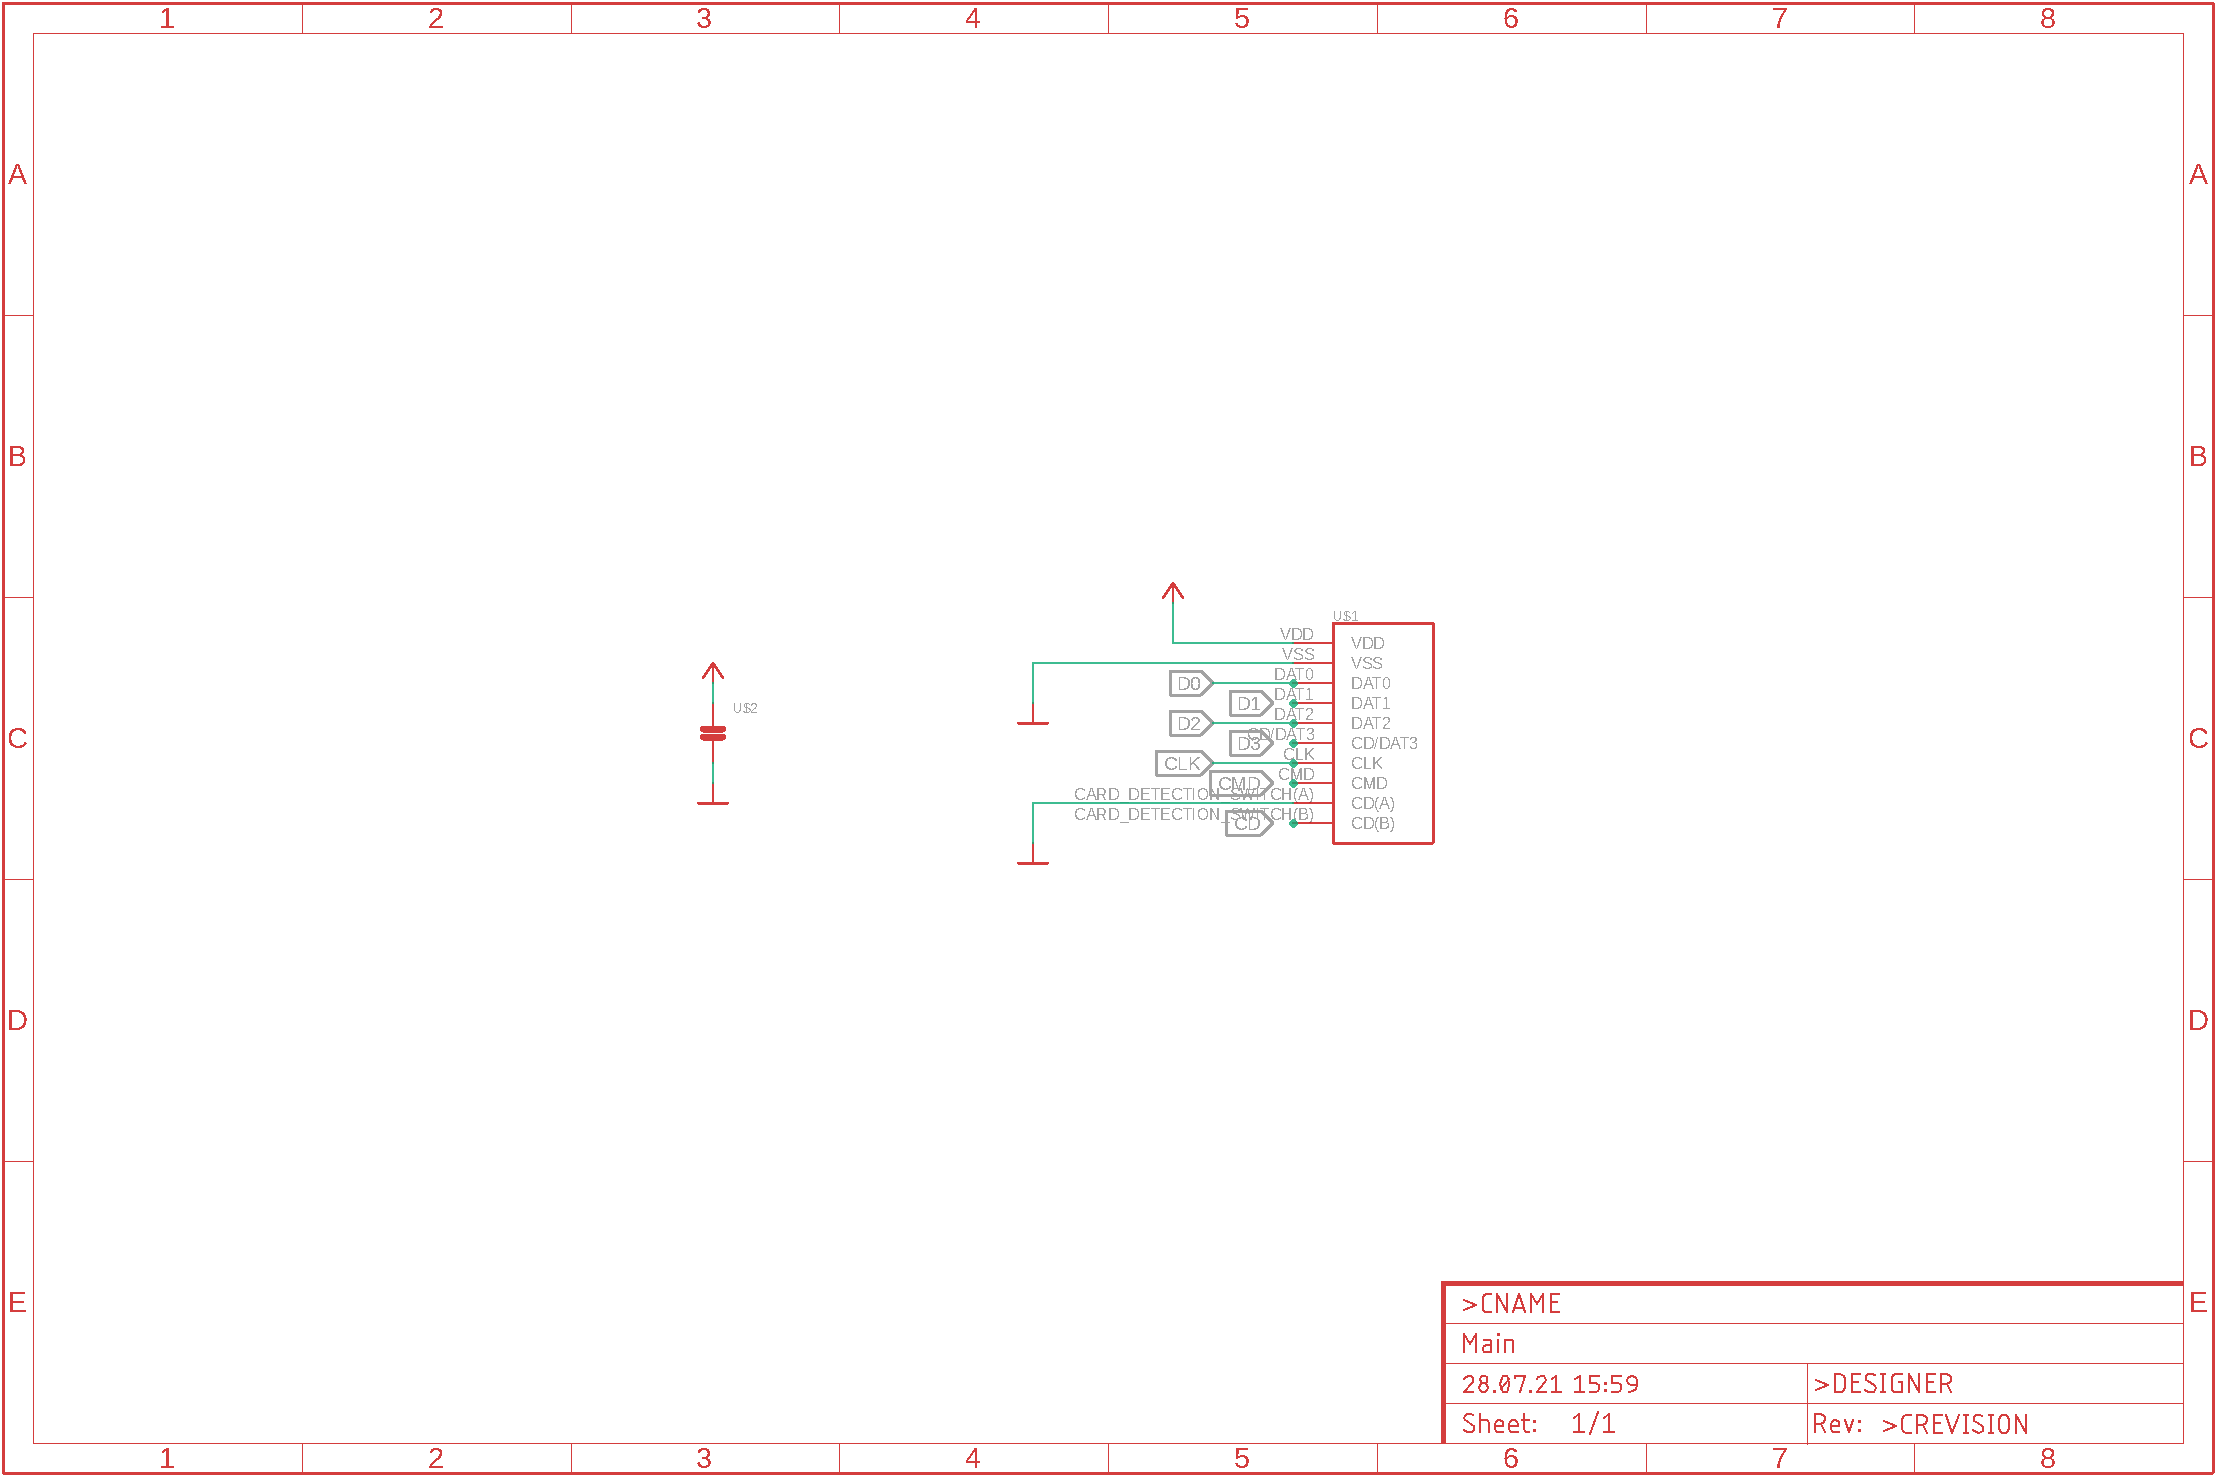 1 2 3 4 5 6 7 8
A A
B B
U$1
VDD VDD
VSS VSS
DAT0 D0 DAT0
DAT1 D1 DAT1
U$2
DAT2 D2 DAT2
C CD/DAT3 D3 CD/DAT3 C
CLK CLK CLK
CMD CMD CMD
CARD_DETECTION_SWITCH(A) CD(A)
CARD_DETECTION_SWITCH(B) CD CD(B)
D D
E >CNAME E
Main
28.07.21 15:59 >DESIGNER
Sheet: 1/1 Rev: >CREVISION
1 2 3 4 5 6 7 8